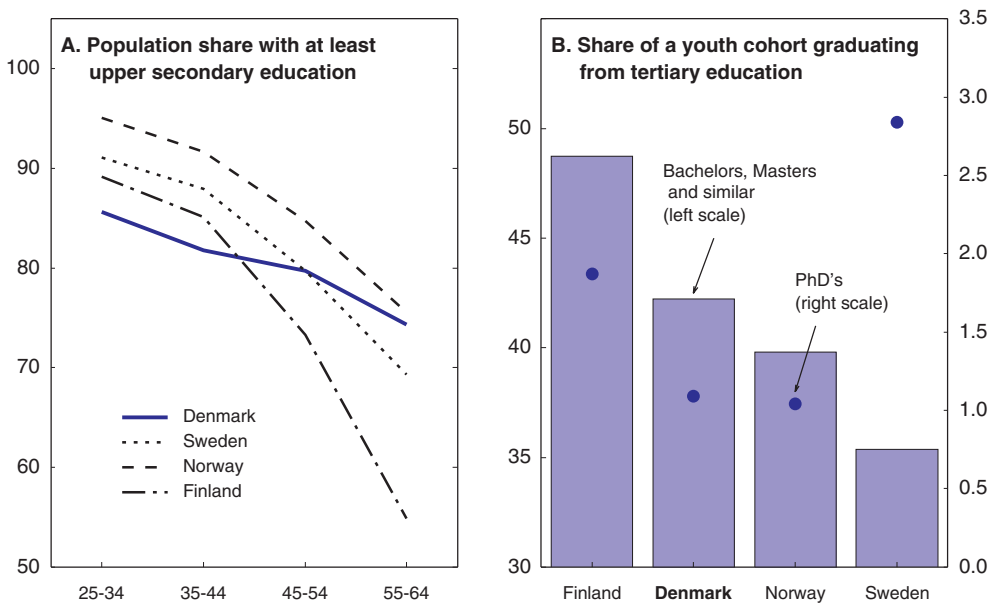 A. Population share with at least
upper secondary education
100
90
80
70
60
50
Denmark
Sweden
Norway
Finland
25-34
35-44
45-54
55-64
B. Share of a youth cohort graduating
from tertiary education
50
45
40
35
30
Bachelors, Masters
and similar
(left scale)
PhD's
(right scale)
3.5
3.0
2.5
2.0
1.5
1.0
0.5
0.0
Finland
Denmark
Norway
Sweden